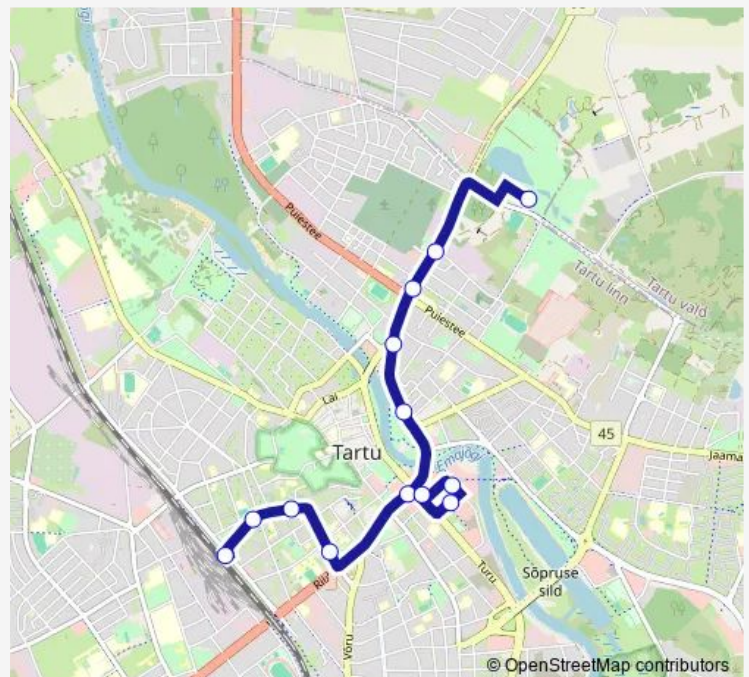 Puiestee
Tartu linn
Tartu vald
Puiestee
Lai
Tartu
45
Jaama
Emajõgi
Sõpruse
sild
Turu
Riia
Võru
© OpenStreetMap contributors